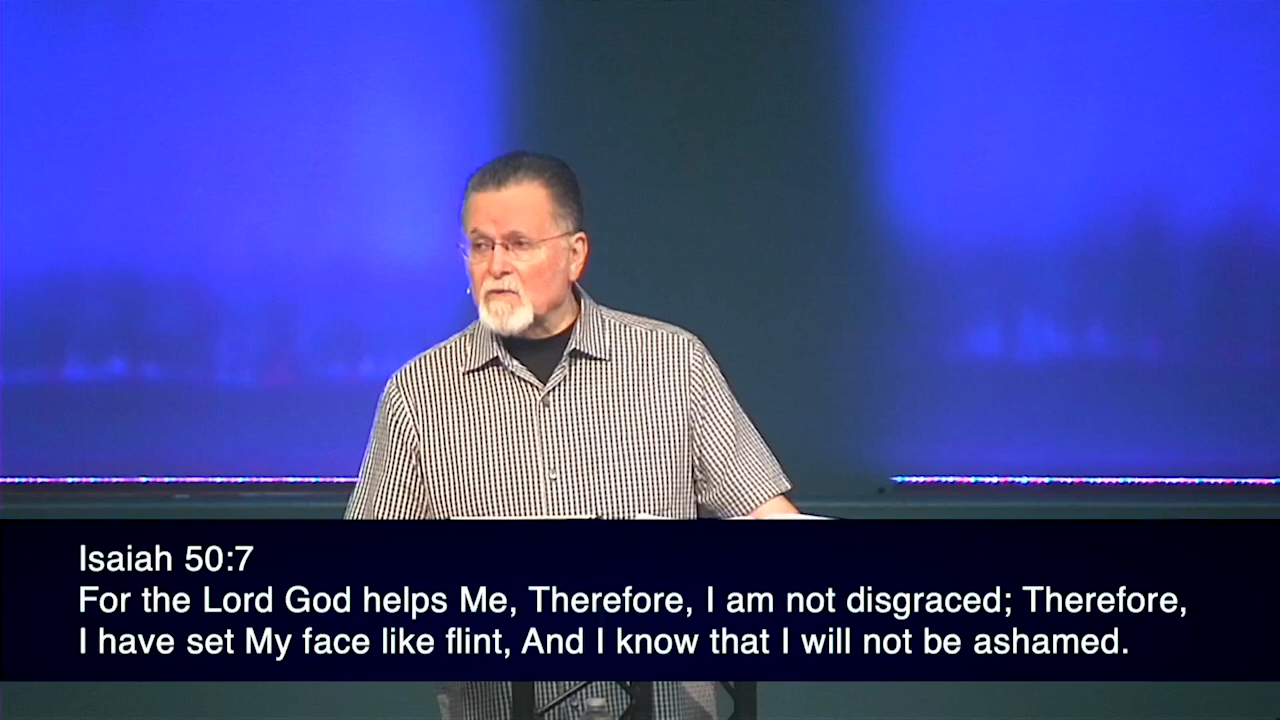 Isaiah 50:7
For the Lord God helps Me, Therefore, I am not disgraced; Therefore,
I have set My face like flint, And I know that I will not be ashamed.